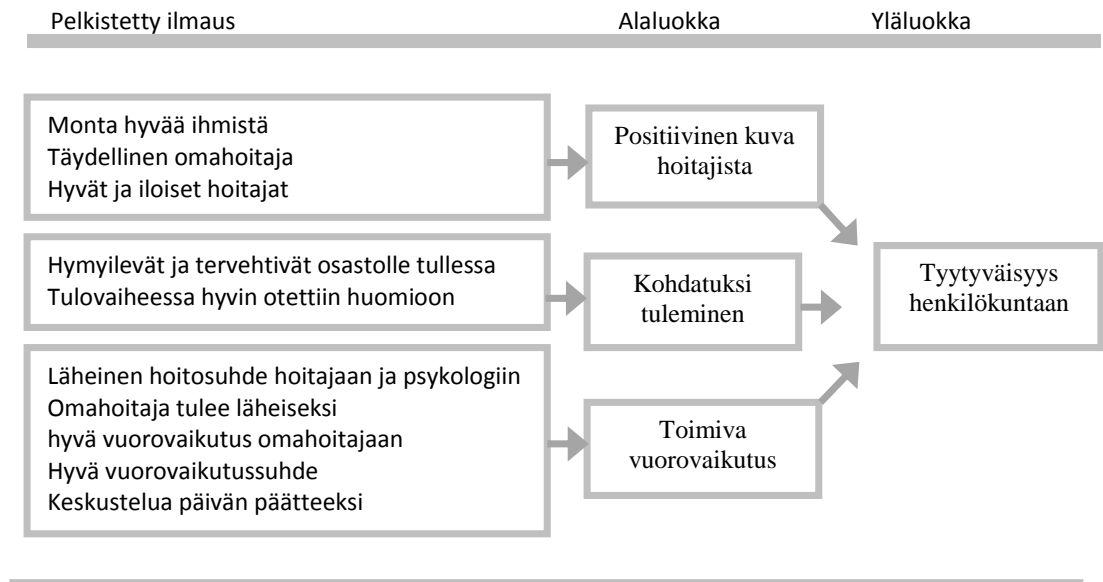 Pelkistetty ilmaus Alaluokka Yläluokka
Monta hyvää ihmistä
Täydellinen omahoitaja
Hyvät ja iloiset hoitajat
Positiivinen kuva
hoitajista
Hymyilevät ja tervehtivät osastolle tullessa
Tulovaiheessa hyvin otettiin huomioon
Kohdatuksi
tuleminen
Läheinen hoitosuhde hoitajaan ja psykologiin
Omahoitaja tulee läheiseksi
hyvä vuorovaikutus omahoitajaan
Hyvä vuorovaikutussuhde
Keskustelua päivän päätteeksi
Toimiva
vuorovaikutus
Tyytyväisyys
henkilökuntaan